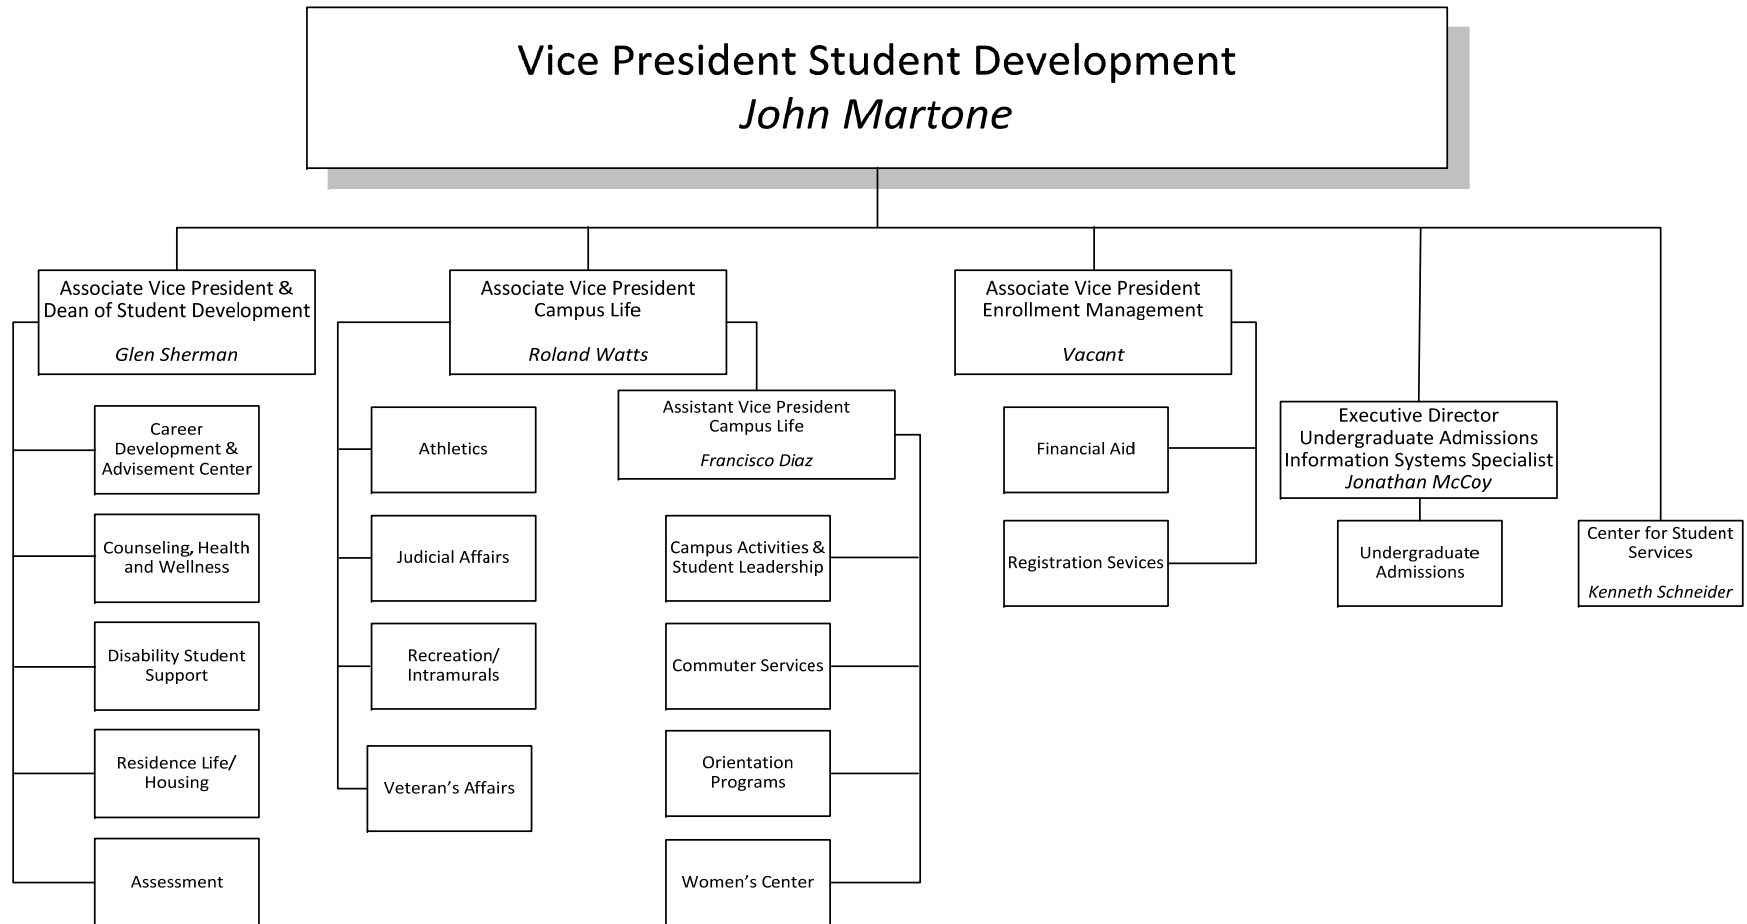 Vice President Student Development
John Martone
Associate Vice President &
Dean of Student Development
Glen Sherman
Career
Development &
Advisement Center
Counseling, Health
and Wellness
Disability Student
Support
Residence Life/
Housing
Assessment
Associate Vice President
Campus Life
Roland Watts
Athletics
Judicial Affairs
Recreation/
Intramurals
Veteran’s Affairs
Assistant Vice President
Campus Life
Francisco Diaz
Campus Activities &
Student Leadership
Commuter Services
Orientation
Programs
Women’s Center
Associate Vice President
Enrollment Management
Vacant
Financial Aid
Registration Sevices
Executive Director
Undergraduate Admissions
Information Systems Specialist
Jonathan McCoy
Undergraduate
Admissions
Center for Student
Services
Kenneth Schneider